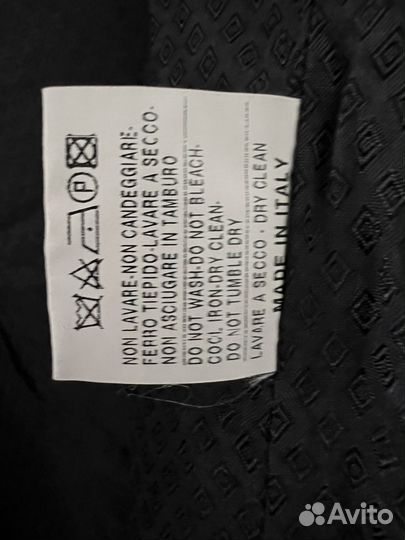 NON LAVARE-NON CANDEGGIARE-
FERRO TIEPIDO-LAVARE A SECCO-
NON ASCIUGARE IN TAMBURO
DO NOT WASH-DO NOT BLEACH-
COCL, IRON-DRY CLEAN-
DO NOT TUMBLE DRY
LAVARE A SECCO - DRY CLEAN
MADE IN ITALY
P
Avito